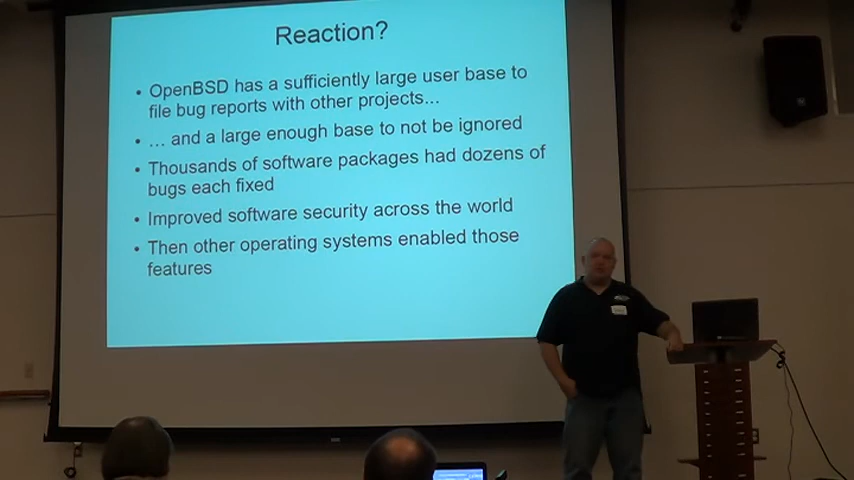 Reaction?
• OpenBSD has a sufficiently large user base to
file bug reports with other projects...
• ... and a large enough base to not be ignored
• Thousands of software packages had dozens of
bugs each fixed
• Improved software security across the world
• Then other operating systems enabled those
features